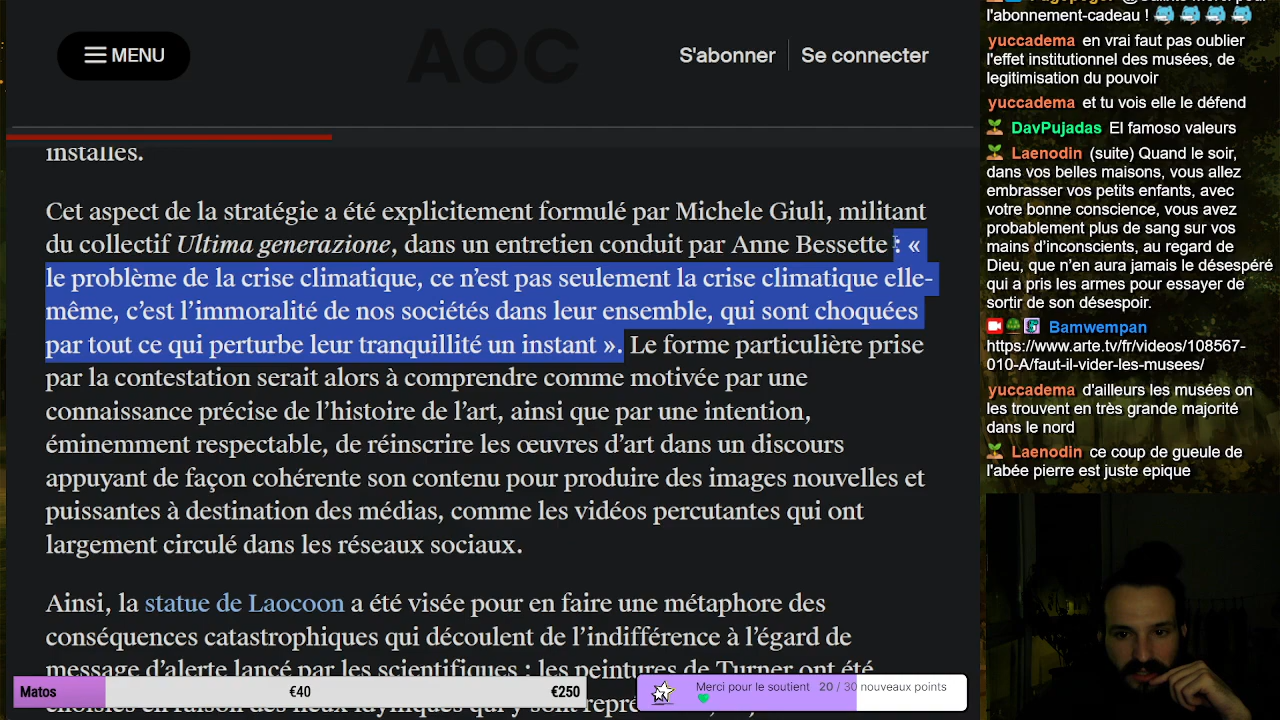 MENU
AOC
S'abonner
Se connecter
installés.
Cet aspect de la stratégie a été explicitement formulé par Michele Giuli, militant
du collectif Ultima generazione, dans un entretien conduit par Anne Bessette : «
le problème de la crise climatique, ce n’est pas seulement la crise climatique elle-
même, c’est l’immoralité de nos sociétés dans leur ensemble, qui sont choquées
par tout ce qui perturbe leur tranquillité un instant ». Le forme particulière prise
par la contestation serait alors à comprendre comme motivée par une
connaissance précise de l’histoire de l’art, ainsi que par une intention,
éminemment respectable, de réinscrire les œuvres d’art dans un discours
appuyant de façon cohérente son contenu pour produire des images nouvelles et
puissantes à destination des médias, comme les vidéos percutantes qui ont
largement circulé dans les réseaux sociaux.
Ainsi, la statue de Laocoon a été visée pour en faire une métaphore des
conséquences catastrophiques qui découlent de l’indifférence à l’égard de
message d’alerte lancé par les scientifiques : les peintures de Turner ont été
Matos
€40
€250
Merci pour le soutient 20 / 30 nouveaux points
l'abonnement-cadeau !
yuccadema en vrai faut pas oublier
l'effet institutionnel des musées, de
legitimisation du pouvoir
yuccadema et tu vois elle le défend
DavPujadas El famoso valeurs
Laenodin (suite) Quand le soir,
dans vos belles maisons, vous allez
embrasser vos petits enfants, avec
votre bonne conscience, vous avez
probablement plus de sang sur vos
mains d'inconscients, au regard de
Dieu, que n'en aura jamais le désespéré
qui a pris les armes pour essayer de
sortir de son désespoir.
Bamwempan
https://www.arte.tv/fr/videos/108567-
010-A/faut-il-vider-les-musees/
yuccadema d'ailleurs les musées on
les trouvent en très grande majorité
dans le nord
Laenodin ce coup de gueule de
l'abée pierre est juste epique